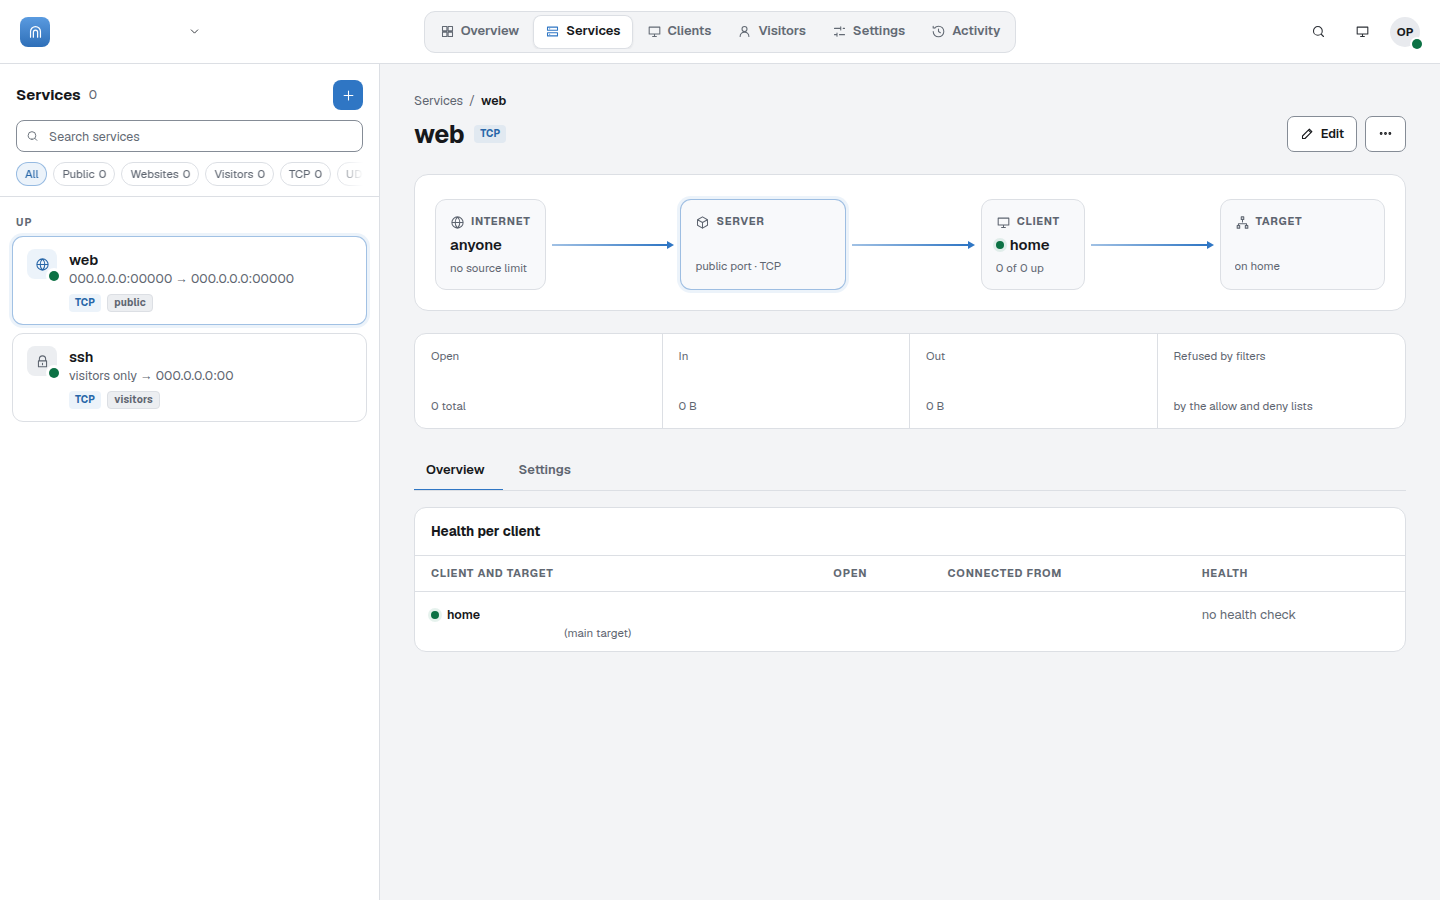 Overview
Services
Clients
Visitors
Settings
Activity
OP
Services 0
Search services
All
Public 0
Websites 0
Visitors 0
TCP 0
UP
web
000.0.0.0:00000 → 000.0.0.0:00000
TCP
public
ssh
visitors only → 000.0.0.0:00
TCP
visitors
Services / web
web
TCP
Edit
INTERNET
anyone
no source limit
SERVER
public port · TCP
CLIENT
home
0 of 0 up
TARGET
on home
Open
0 total
In
0 B
Out
0 B
Refused by filters
by the allow and deny lists
Overview
Settings
Health per client
CLIENT AND TARGET
OPEN
CONNECTED FROM
HEALTH
home
(main target)
no health check